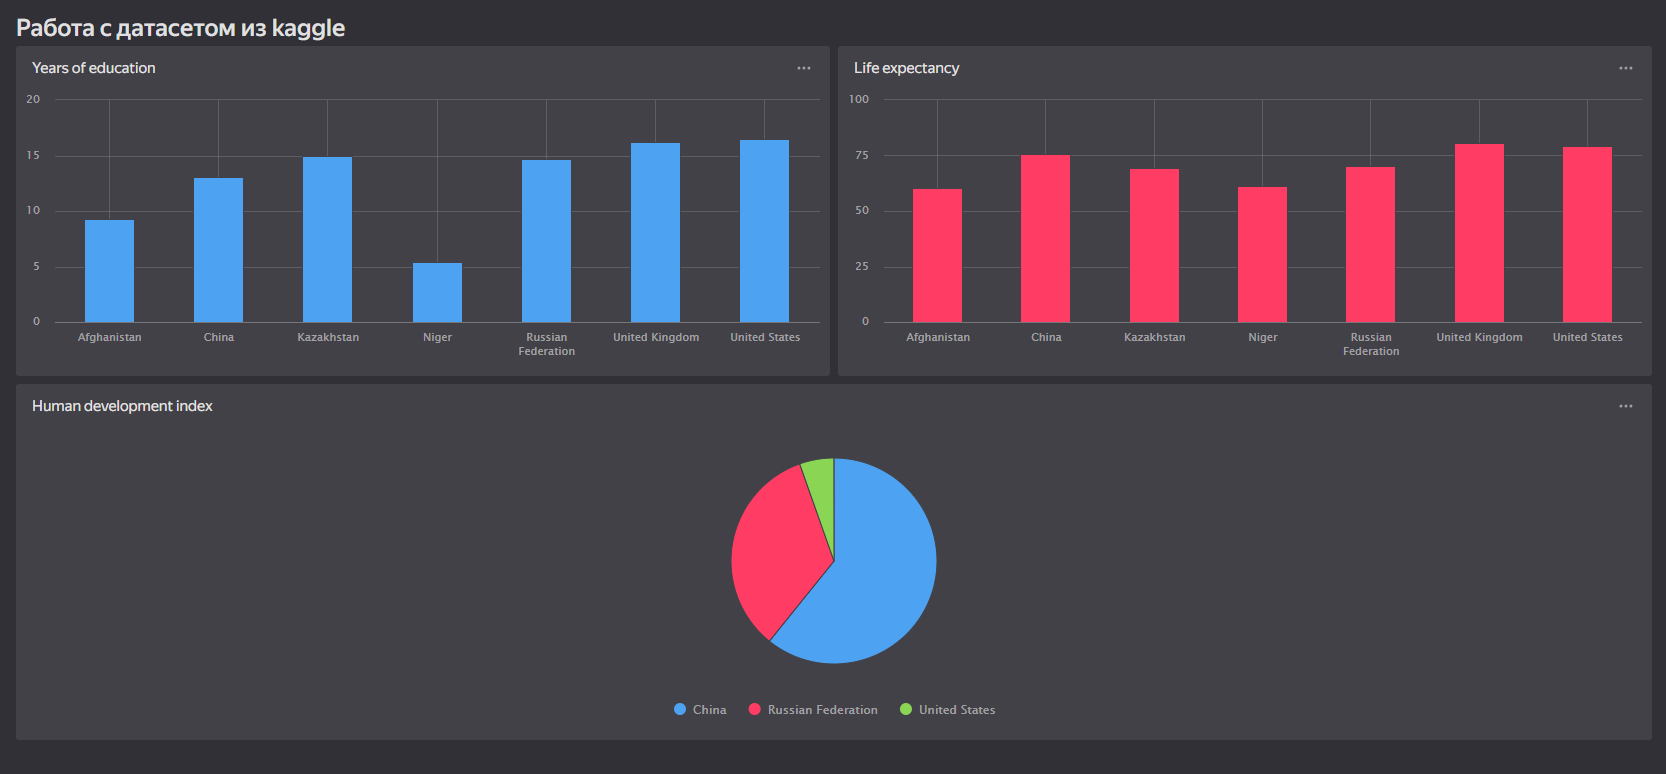 Работа с датасетом из kaggle
Years of education
20
15
10
5
0
Afghanistan
China
Kazakhstan
Niger
Russian
Federation
United Kingdom
United States
Life expectancy
100
75
50
25
0
Afghanistan
China
Kazakhstan
Niger
Russian
Federation
United Kingdom
United States
Human development index
China
Russian Federation
United States